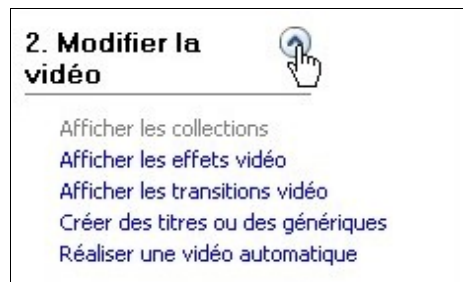 2. Modifier la
vidéo
Afficher les collections
Afficher les effets vidéo
Afficher les transitions vidéo
Créer des titres ou des génériques
Réaliser une vidéo automatique